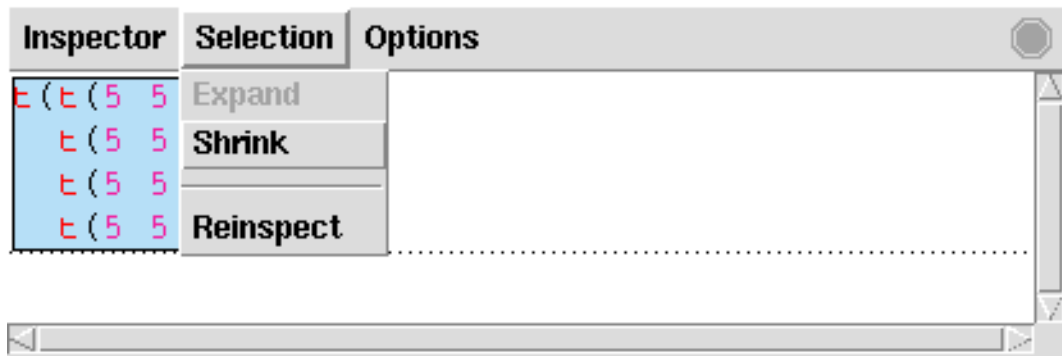 Inspector Selection Options
t(t(5 5 Expand
t(5 5 Shrink
t(5 5
t(5 5 Reinspect